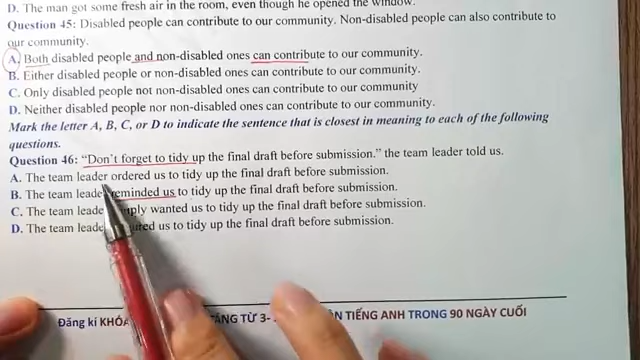 D. The man got some fresh air in the room, even though he opened the window.
Question 45: Disabled people can contribute to our community. Non-disabled people can also contribute to
our community.
A. Both disabled people and non-disabled ones can contribute to our community.
B. Either disabled people or non-disabled ones can contribute to our community.
C. Only disabled people not non-disabled ones can contribute to our community
D. Neither disabled people nor non-disabled ones can contribute to our community.
Mark the letter A, B, C, or D to indicate the sentence that is closest in meaning to each of the following
questions.
Question 46: “Don't forget to tidy up the final draft before submission.” the team leader told us.
A. The team leader ordered us to tidy up the final draft before submission.
B. The team reminded us to tidy up the final draft before submission.
C. The team wanted us to tidy up the final draft before submission.
D. The team us to tidy up the final draft before submission.
Đăng kí TỪ 3- TIẾNG ANH TRONG 90 NGÀY CUỐI